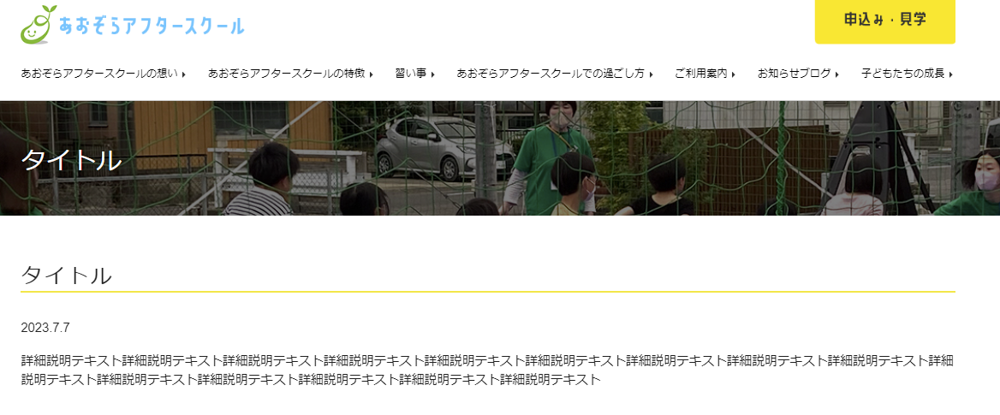 あおぞらアフタースクール
申込み・見学
あおぞらアフタースクールの想い
あおぞらアフタースクールの特徴
習い事
あおぞらアフタースクールでの過ごし方
ご利用案内
お知らせブログ
子どもたちの成長
タイトル
タイトル
2023.7.7
詳細説明テキスト詳細説明テキスト詳細説明テキスト詳細説明テキスト詳細説明テキスト詳細説明テキスト詳細説明テキスト詳細説明テキスト詳細説明テキスト詳細
説明テキスト詳細説明テキスト詳細説明テキスト詳細説明テキスト詳細説明テキスト詳細説明テキスト